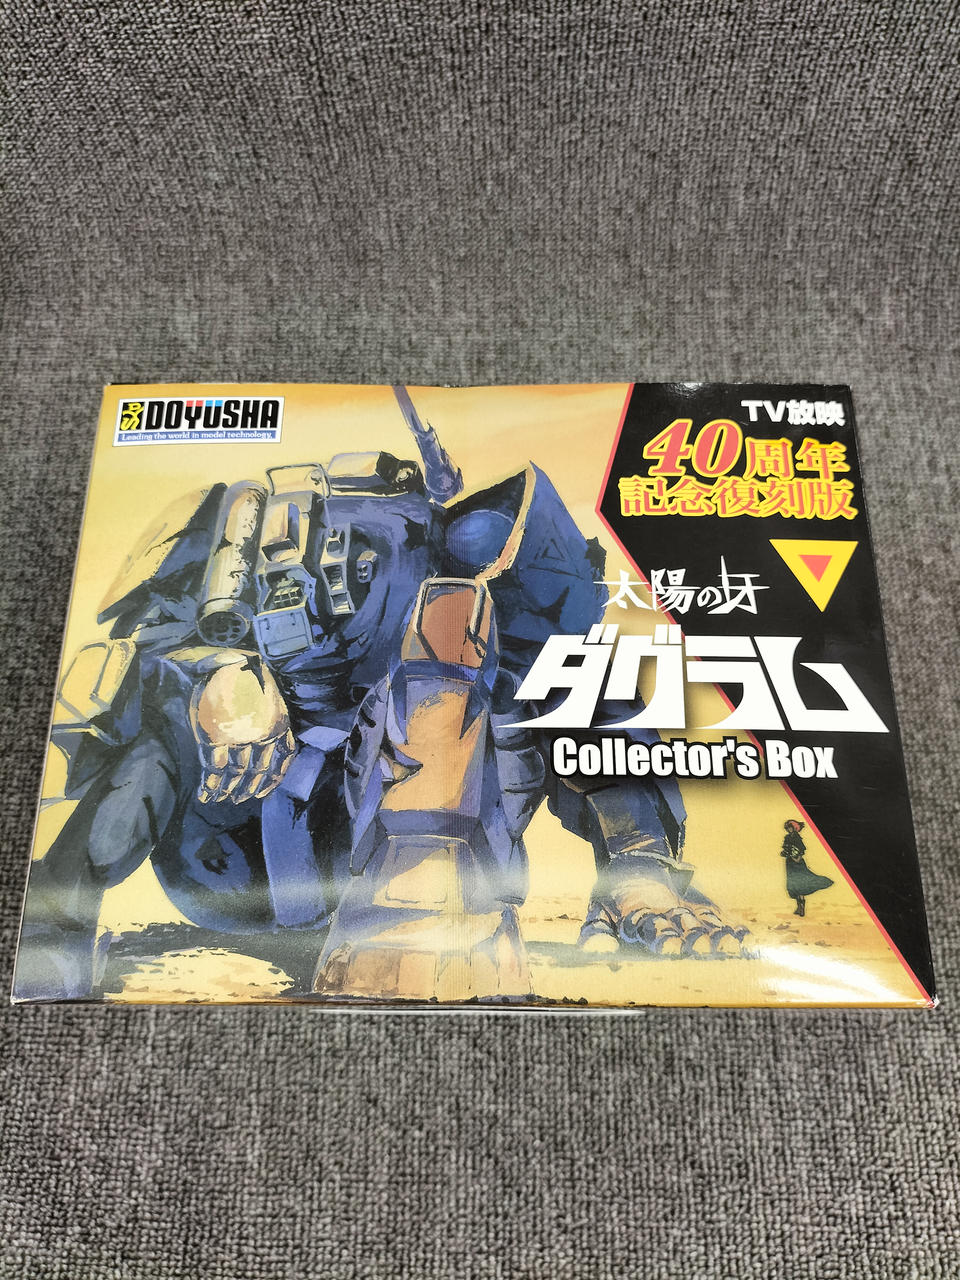 DOYUSHA
Leading the world in model technology.
TV放映
40周年
記念復刻版
太陽の牙
ダグラム
Collector's Box